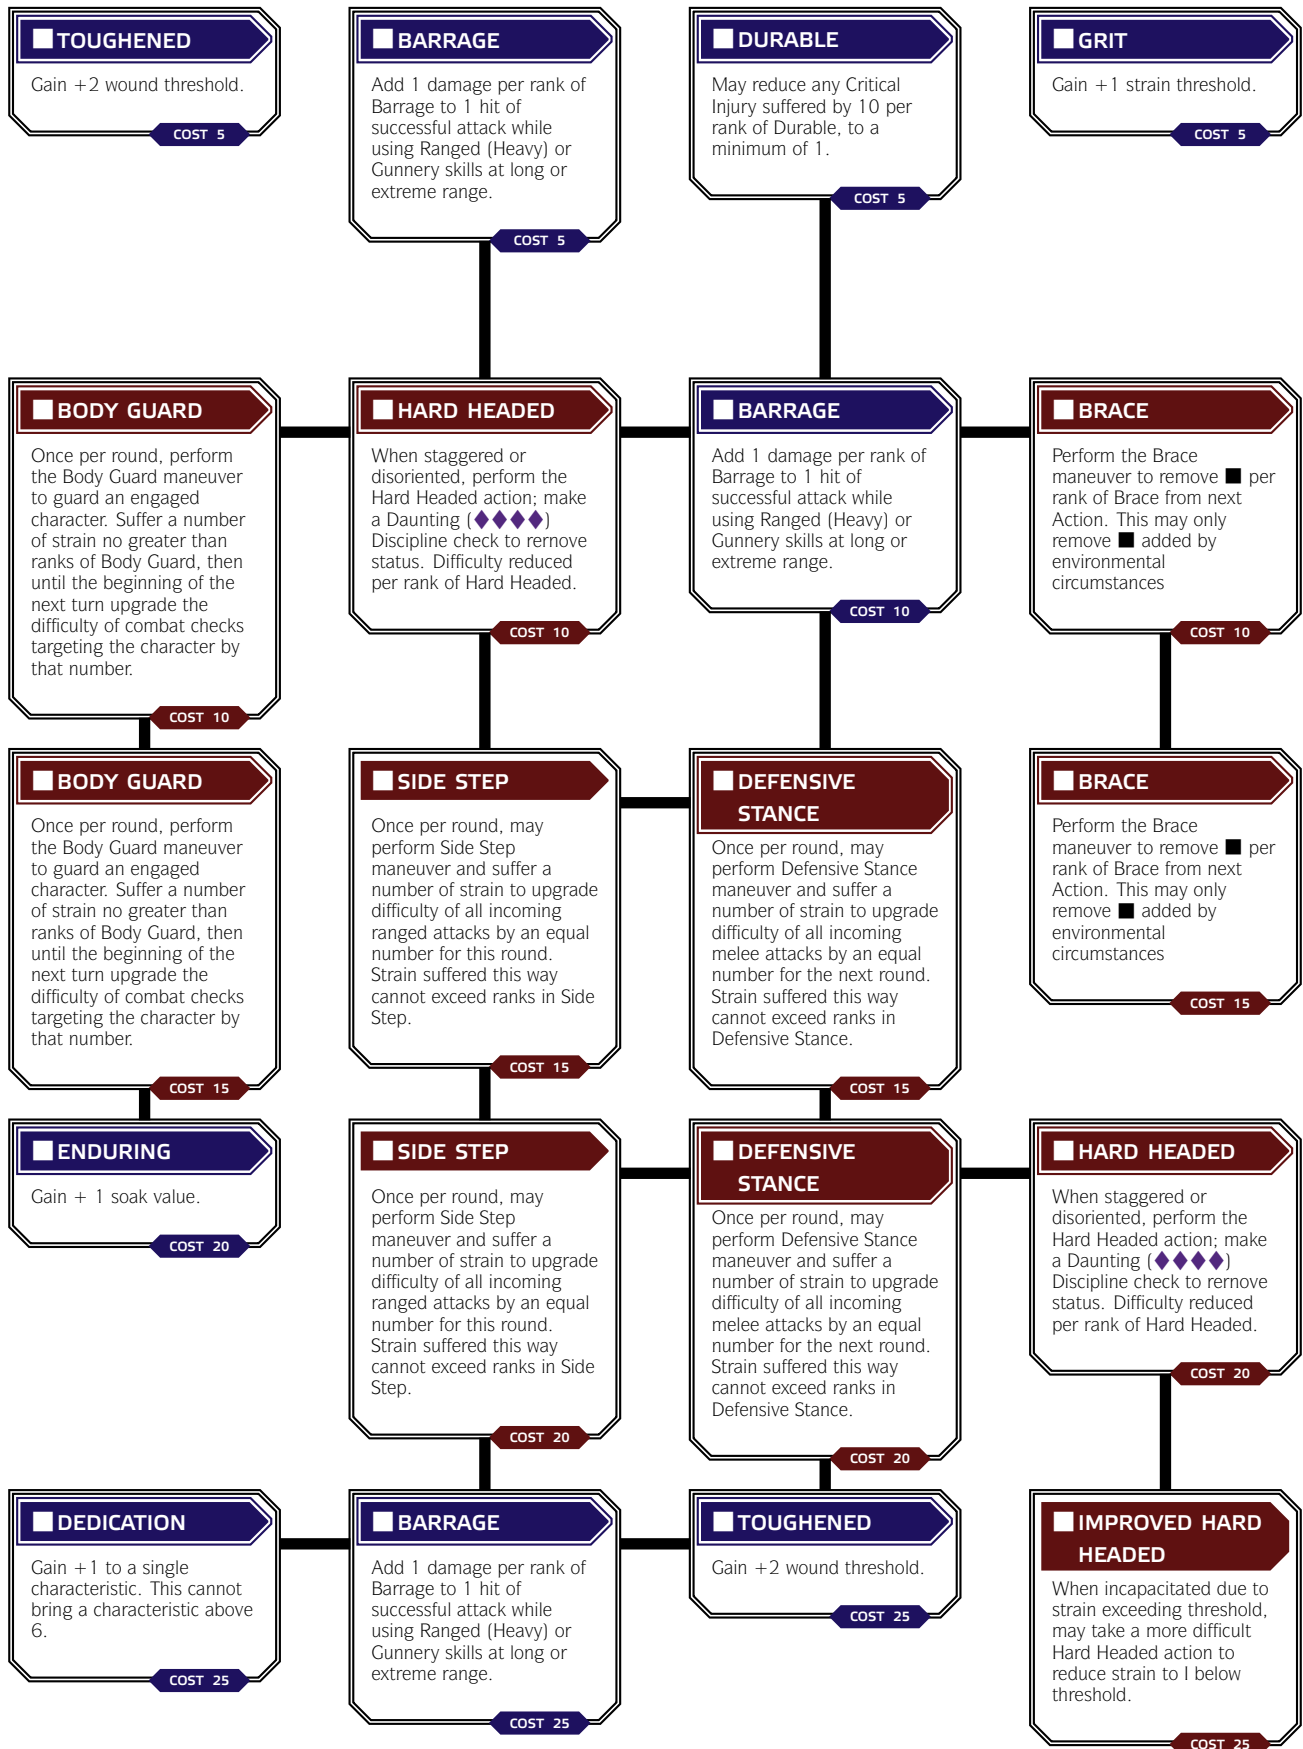 TOUGHENED
Gain +2 wound threshold.
COST 5
BARRAGE
Add 1 damage per rank of
Barrage to 1 hit of
successful attack while
using Ranged (Heavy) or
Gunnery skills at long or
extreme range.
COST 5
DURABLE
May reduce any Critical
Injury suffered by 10 per
rank of Durable, to a
minimum of 1.
COST 5
GRIT
Gain +1 strain threshold.
COST 5
BODY GUARD
Once per round, perform
the Body Guard maneuver
to guard an engaged
character. Suffer a number
of strain no greater than
ranks of Body Guard, then
until the beginning of the
next turn upgrade the
difficulty of combat checks
targeting the character by
that number.
COST 10
HARD HEADED
When staggered or
disoriented, perform the
Hard Headed action; make
a Daunting (◆◆◆◆)
Discipline check to rernove
status. Difficulty reduced
per rank of Hard Headed.
COST 10
BARRAGE
Add 1 damage per rank of
Barrage to 1 hit of
successful attack while
using Ranged (Heavy) or
Gunnery skills at long or
extreme range.
COST 10
BRACE
Perform the Brace
maneuver to remove ■ per
rank of Brace from next
Action. This may only
remove ■ added by
environmental
circumstances
COST 10
BODY GUARD
Once per round, perform
the Body Guard maneuver
to guard an engaged
character. Suffer a number
of strain no greater than
ranks of Body Guard, then
until the beginning of the
next turn upgrade the
difficulty of combat checks
targeting the character by
that number.
COST 15
SIDE STEP
Once per round, may
perform Side Step
maneuver and suffer a
number of strain to upgrade
difficulty of all incoming
ranged attacks by an equal
number for this round.
Strain suffered this way
cannot exceed ranks in Side
Step.
COST 15
DEFENSIVE
STANCE
Once per round, may
perform Defensive Stance
maneuver and suffer a
number of strain to upgrade
difficulty of all incoming
melee attacks by an equal
number for the next round.
Strain suffered this way
cannot exceed ranks in
Defensive Stance.
COST 15
BRACE
Perform the Brace
maneuver to remove ■ per
rank of Brace from next
Action. This may only
remove ■ added by
environmental
circumstances
COST 15
ENDURING
Gain + 1 soak value.
COST 20
SIDE STEP
Once per round, may
perform Side Step
maneuver and suffer a
number of strain to upgrade
difficulty of all incoming
ranged attacks by an equal
number for this round.
Strain suffered this way
cannot exceed ranks in Side
Step.
COST 20
DEFENSIVE
STANCE
Once per round, may
perform Defensive Stance
maneuver and suffer a
number of strain to upgrade
difficulty of all incoming
melee attacks by an equal
number for the next round.
Strain suffered this way
cannot exceed ranks in
Defensive Stance.
COST 20
HARD HEADED
When staggered or
disoriented, perform the
Hard Headed action; make
a Daunting (◆◆◆◆)
Discipline check to rernove
status. Difficulty reduced
per rank of Hard Headed.
COST 20
DEDICATION
Gain +1 to a single
characteristic. This cannot
bring a characteristic above
6.
COST 25
BARRAGE
Add 1 damage per rank of
Barrage to 1 hit of
successful attack while
using Ranged (Heavy) or
Gunnery skills at long or
extreme range.
COST 25
TOUGHENED
Gain +2 wound threshold.
COST 25
IMPROVED HARD
HEADED
When incapacitated due to
strain exceeding threshold,
may take a more difficult
Hard Headed action to
reduce strain to I below
threshold.
COST 25